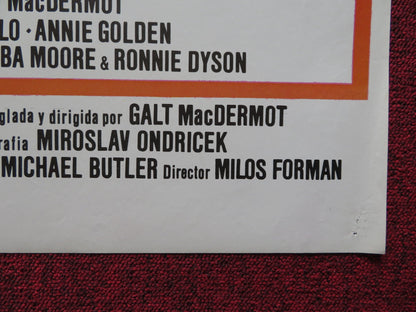 MacDERMOT
LO · ANNIE GOLDEN
BA MOORE & RONNIE DYSON
glada y dirigida por GALT MacDERMOT
rafia MIROSLAV ONDRICEK
MICHAEL BUTLER Director MILOS FORMAN